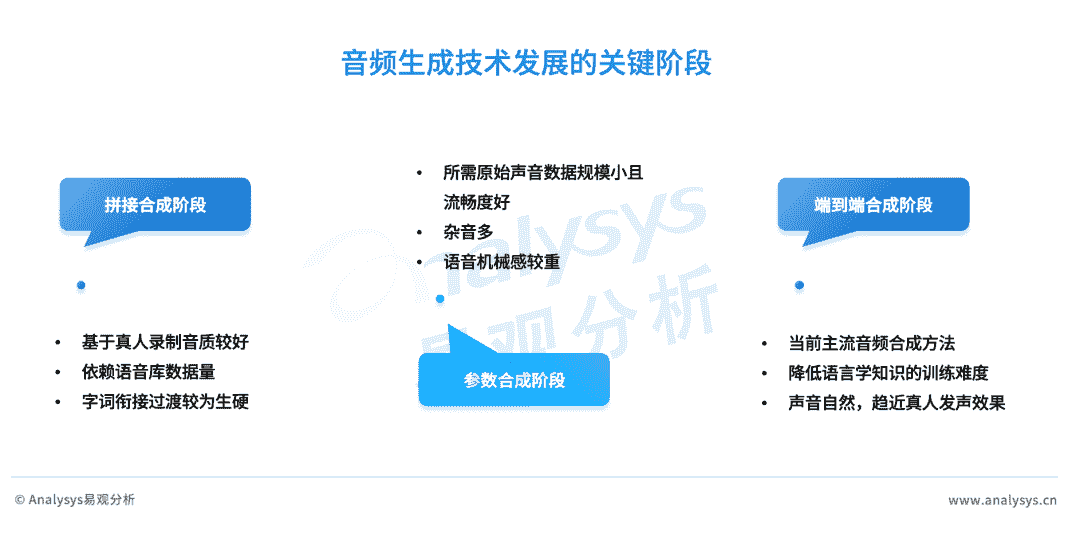 音频生成技术发展的关键阶段
拼接合成阶段
• 基于真人录制音质较好
• 依赖语音库数据量
• 字词衔接过渡较为生硬
• 所需原始声音数据规模小且
流畅度好
• 杂音多
• 语音机械感较重
参数合成阶段
端到端合成阶段
• 当前主流音频合成方法
• 降低语言学知识的训练难度
• 声音自然，趋近真人发声效果
analysys
易观分析
© Analysys易观分析
www.analysys.cn